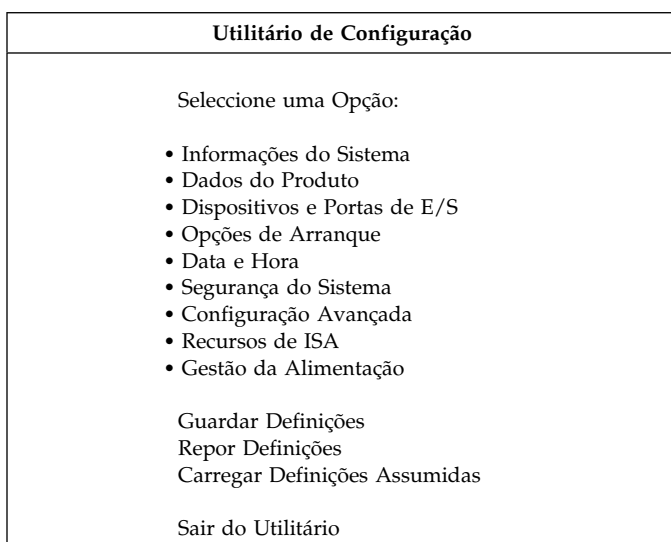 Utilitário de Configuração
Seleccione uma Opção:
• Informações do Sistema
• Dados do Produto
• Dispositivos e Portas de E/S
• Opções de Arranque
• Data e Hora
• Segurança do Sistema
• Configuração Avançada
• Recursos de ISA
• Gestão da Alimentação
Guardar Definições
Repor Definições
Carregar Definições Assumidas
Sair do Utilitário